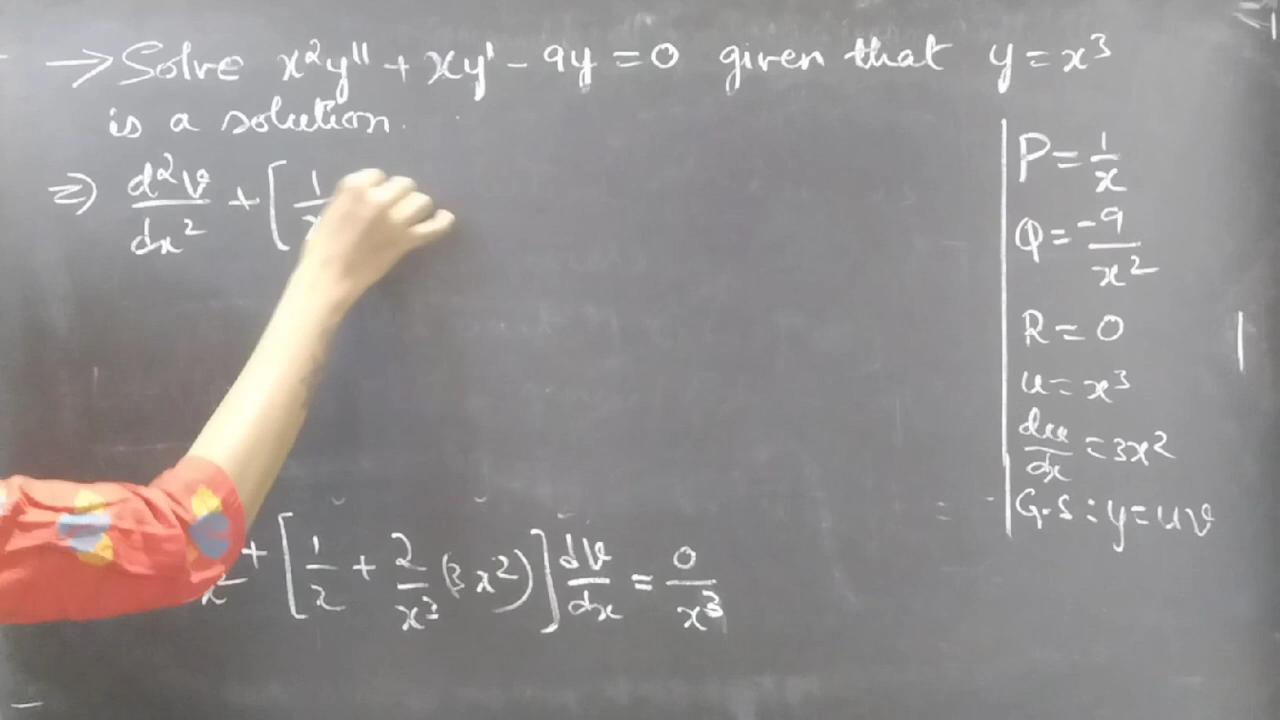 → Solve x²y'' + xy' - 9y = 0 given that y = x³
is a solution.
⇒ d²v/dx² + [1/x
+ [1/x + 2/x³ (3x²)] dv/dx = 0/x³
P = 1/x
Q = -9/x²
R = 0
u = x³
du/dx = 3x²
G.S : y = uv